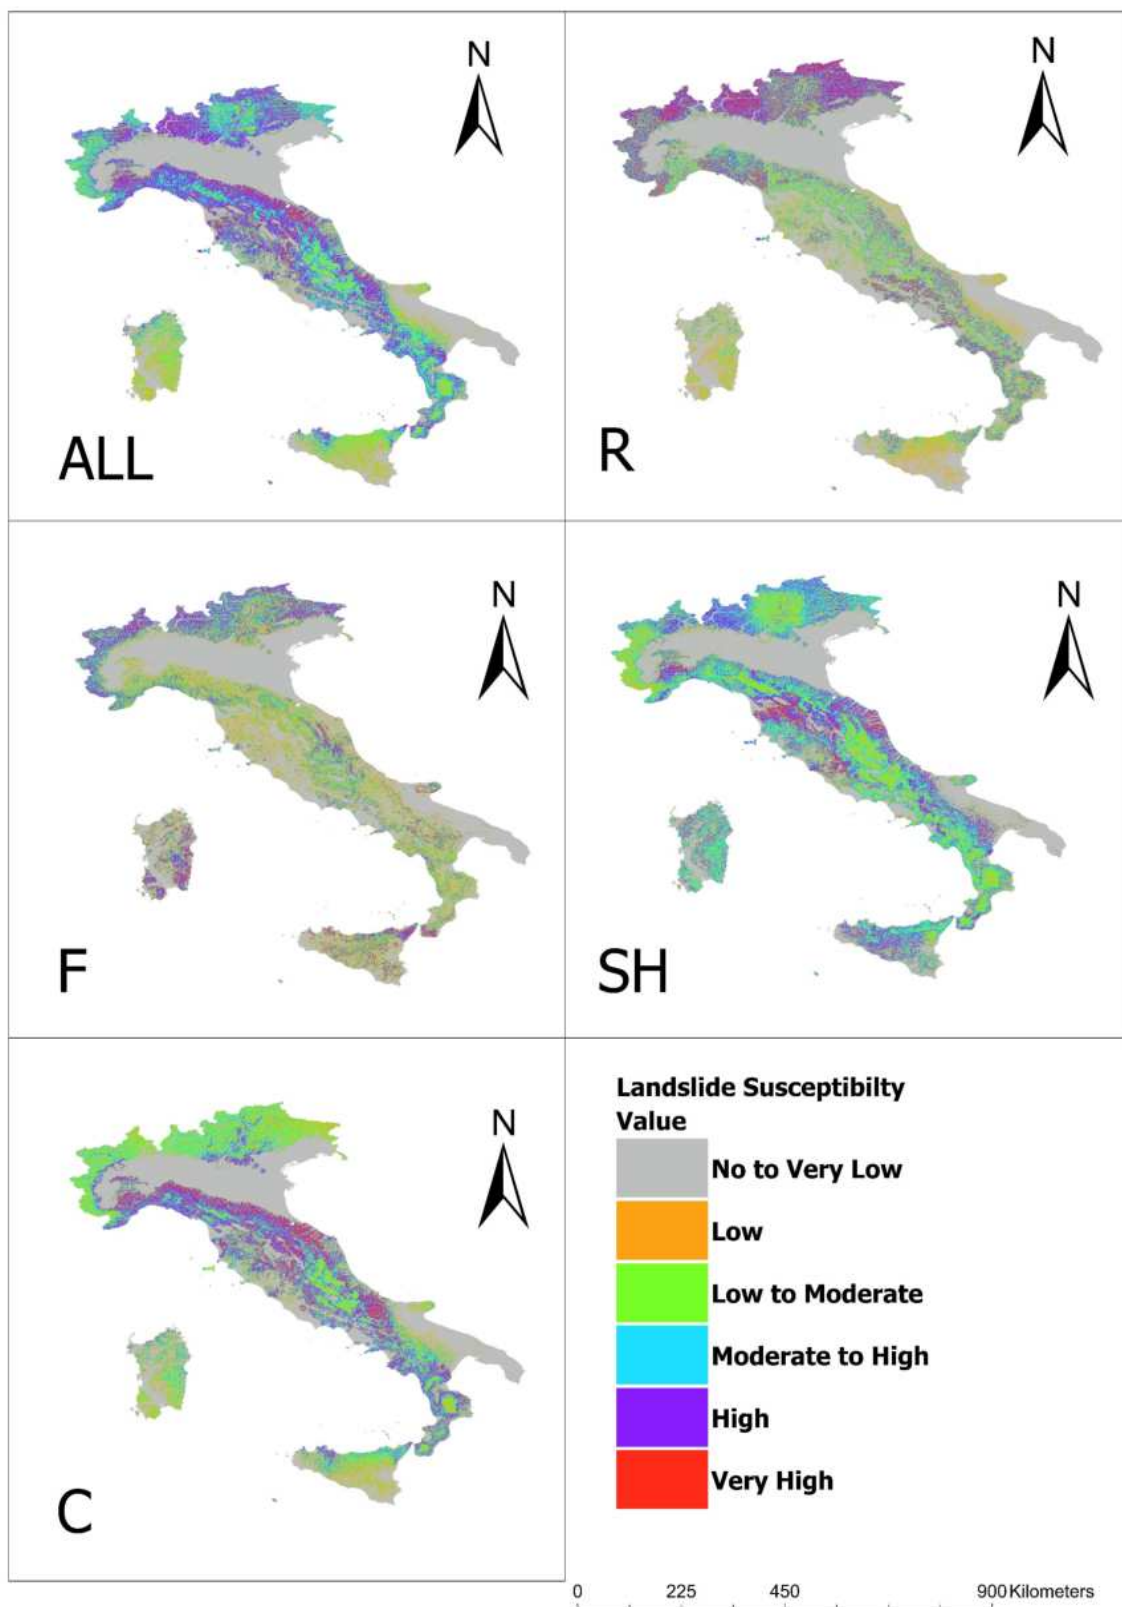 N
N
ALL
R
N
N
F
SH
N
C
Landslide Susceptibilty
Value
No to Very Low
Low
Low to Moderate
Moderate to High
High
Very High
0 225 450 900 Kilometers